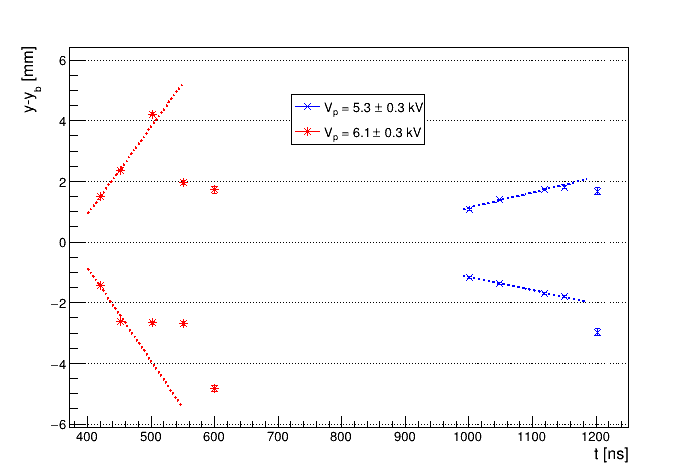 y-y_b [mm]
6
4
2
0
−2
−4
−6
V_p = 5.3 ± 0.3 kV
V_p = 6.1 ± 0.3 kV
400 500 600 700 800 900 1000 1100 1200
t [ns]